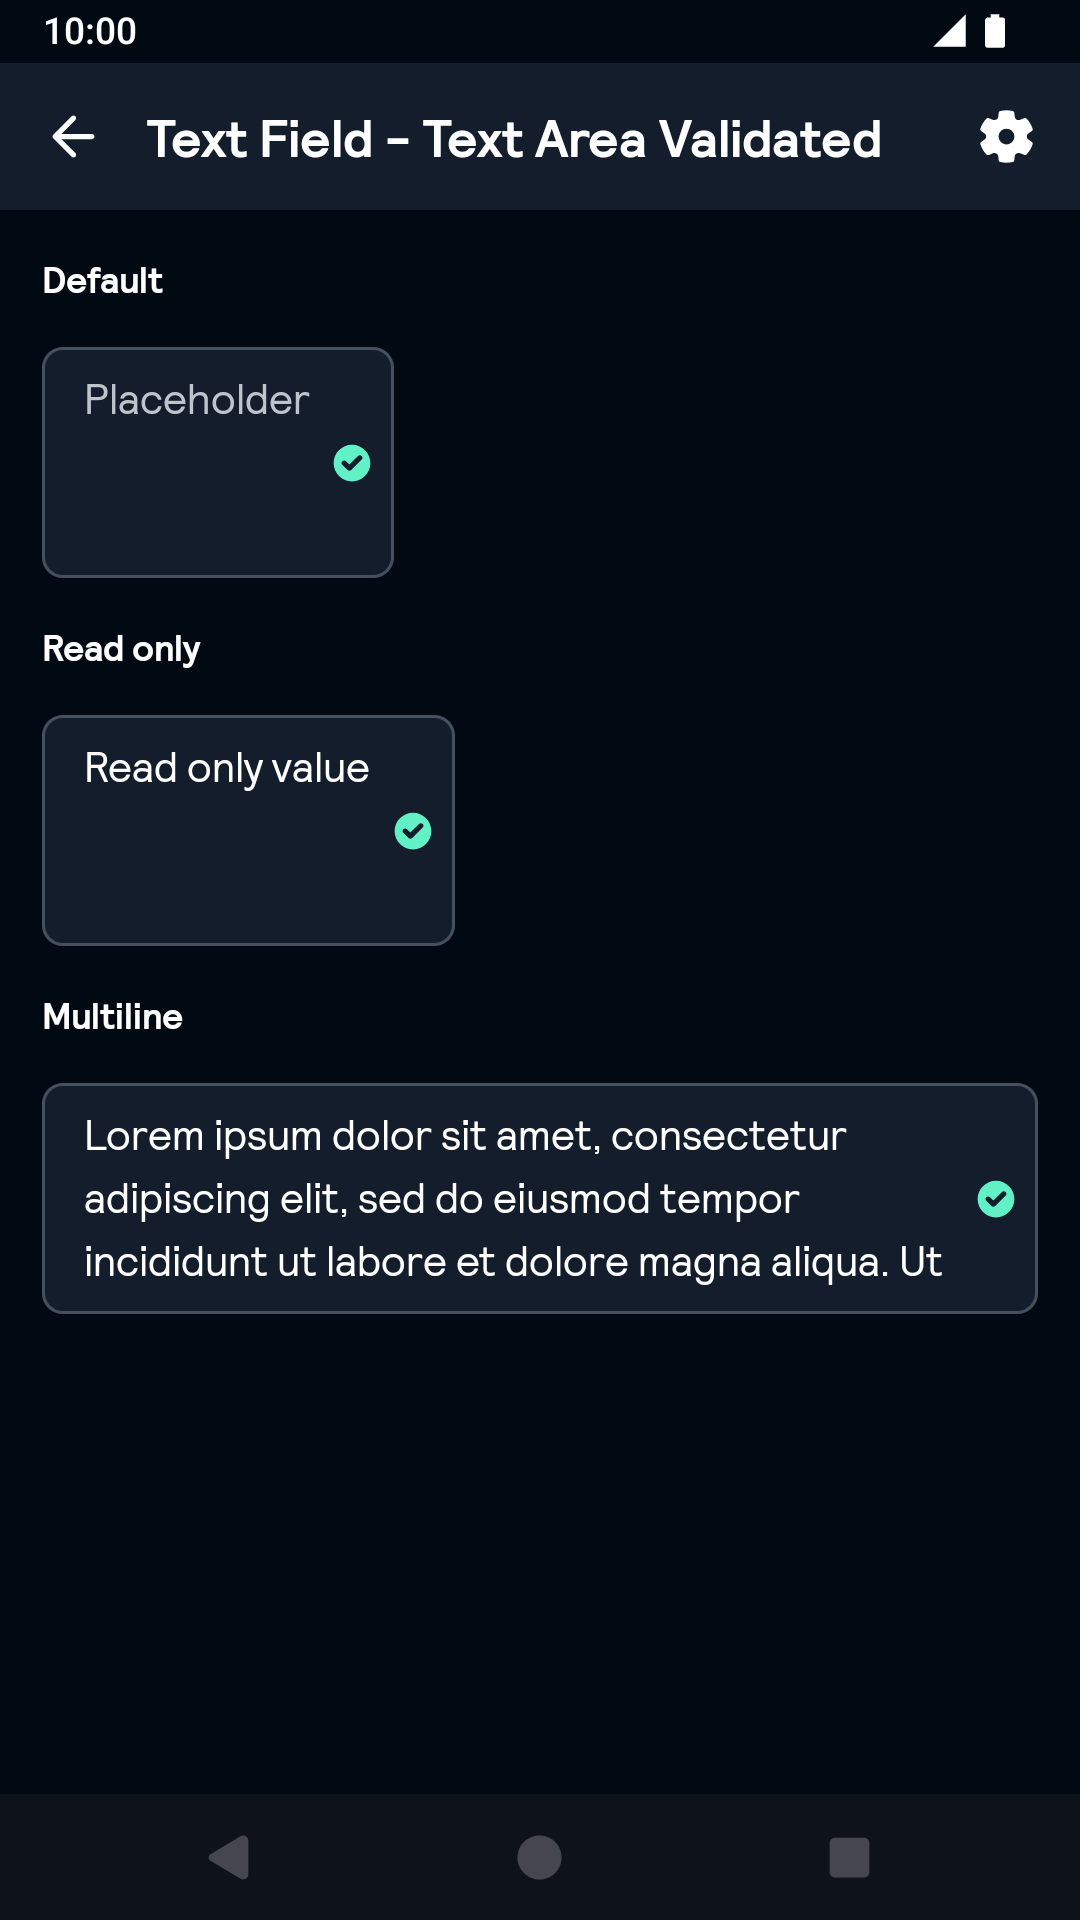 10:00
Text Field - Text Area Validated
Default
Placeholder
Read only
Read only value
Multiline
Lorem ipsum dolor sit amet, consectetur
adipiscing elit, sed do eiusmod tempor
incididunt ut labore et dolore magna aliqua. Ut